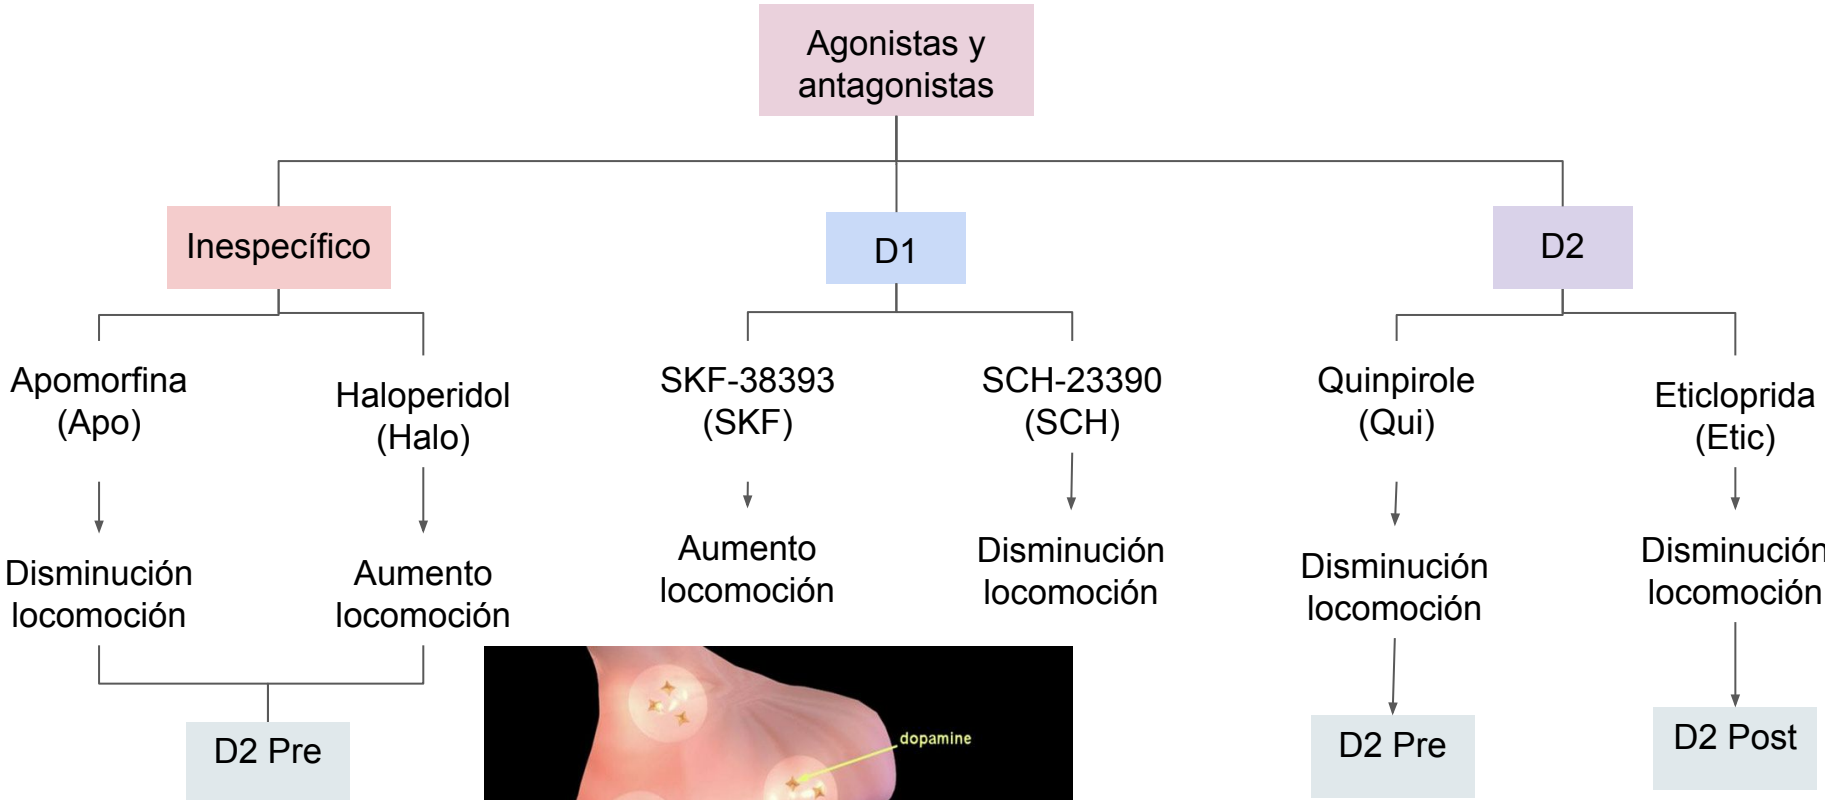 Agonistas y
antagonistas
Inespecífico
D1
D2
Apomorfina
(Apo)
Haloperidol
(Halo)
SKF-38393
(SKF)
SCH-23390
(SCH)
Quinpirole
(Qui)
Eticloprida
(Etic)
Disminución
locomoción
Aumento
locomoción
Aumento
locomoción
Disminución
locomoción
Disminución
locomoción
Disminución
locomoción
dopamine
D2 Pre
D2 Pre
D2 Post